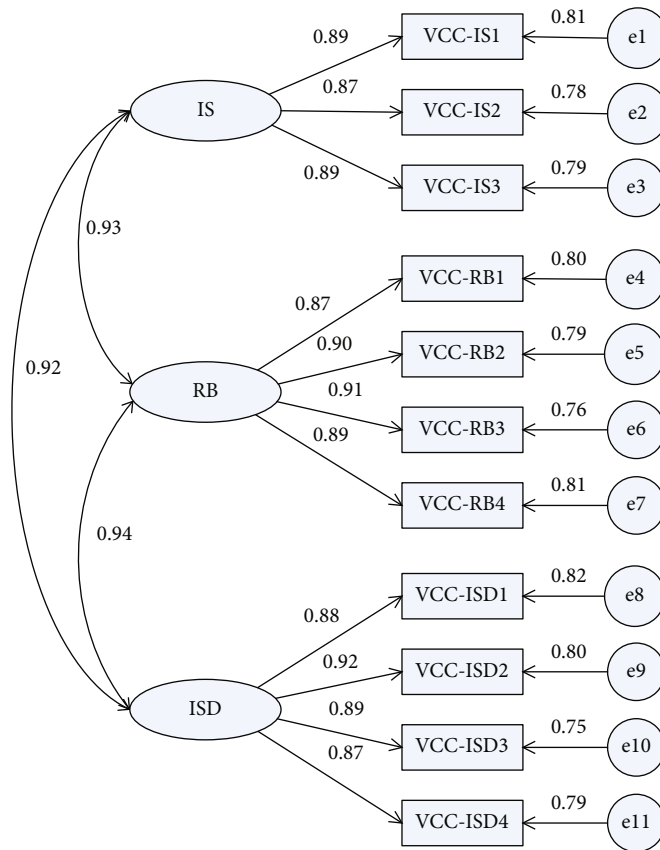 0.89
VCC-IS1
0.81
e1
IS
0.87
VCC-IS2
0.78
e2
0.89
VCC-IS3
0.79
e3
0.93
0.87
VCC-RB1
0.80
e4
0.90
VCC-RB2
0.79
e5
0.92
RB
0.91
VCC-RB3
0.76
e6
0.89
VCC-RB4
0.81
e7
0.94
0.88
VCC-ISD1
0.82
e8
0.92
VCC-ISD2
0.80
e9
ISD
0.89
VCC-ISD3
0.75
e10
0.87
VCC-ISD4
0.79
e11